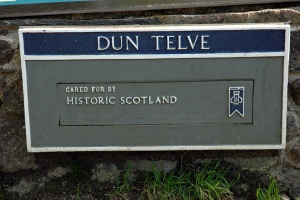 DUN TELVE
CARED FOR BY
HISTORIC SCOTLAND